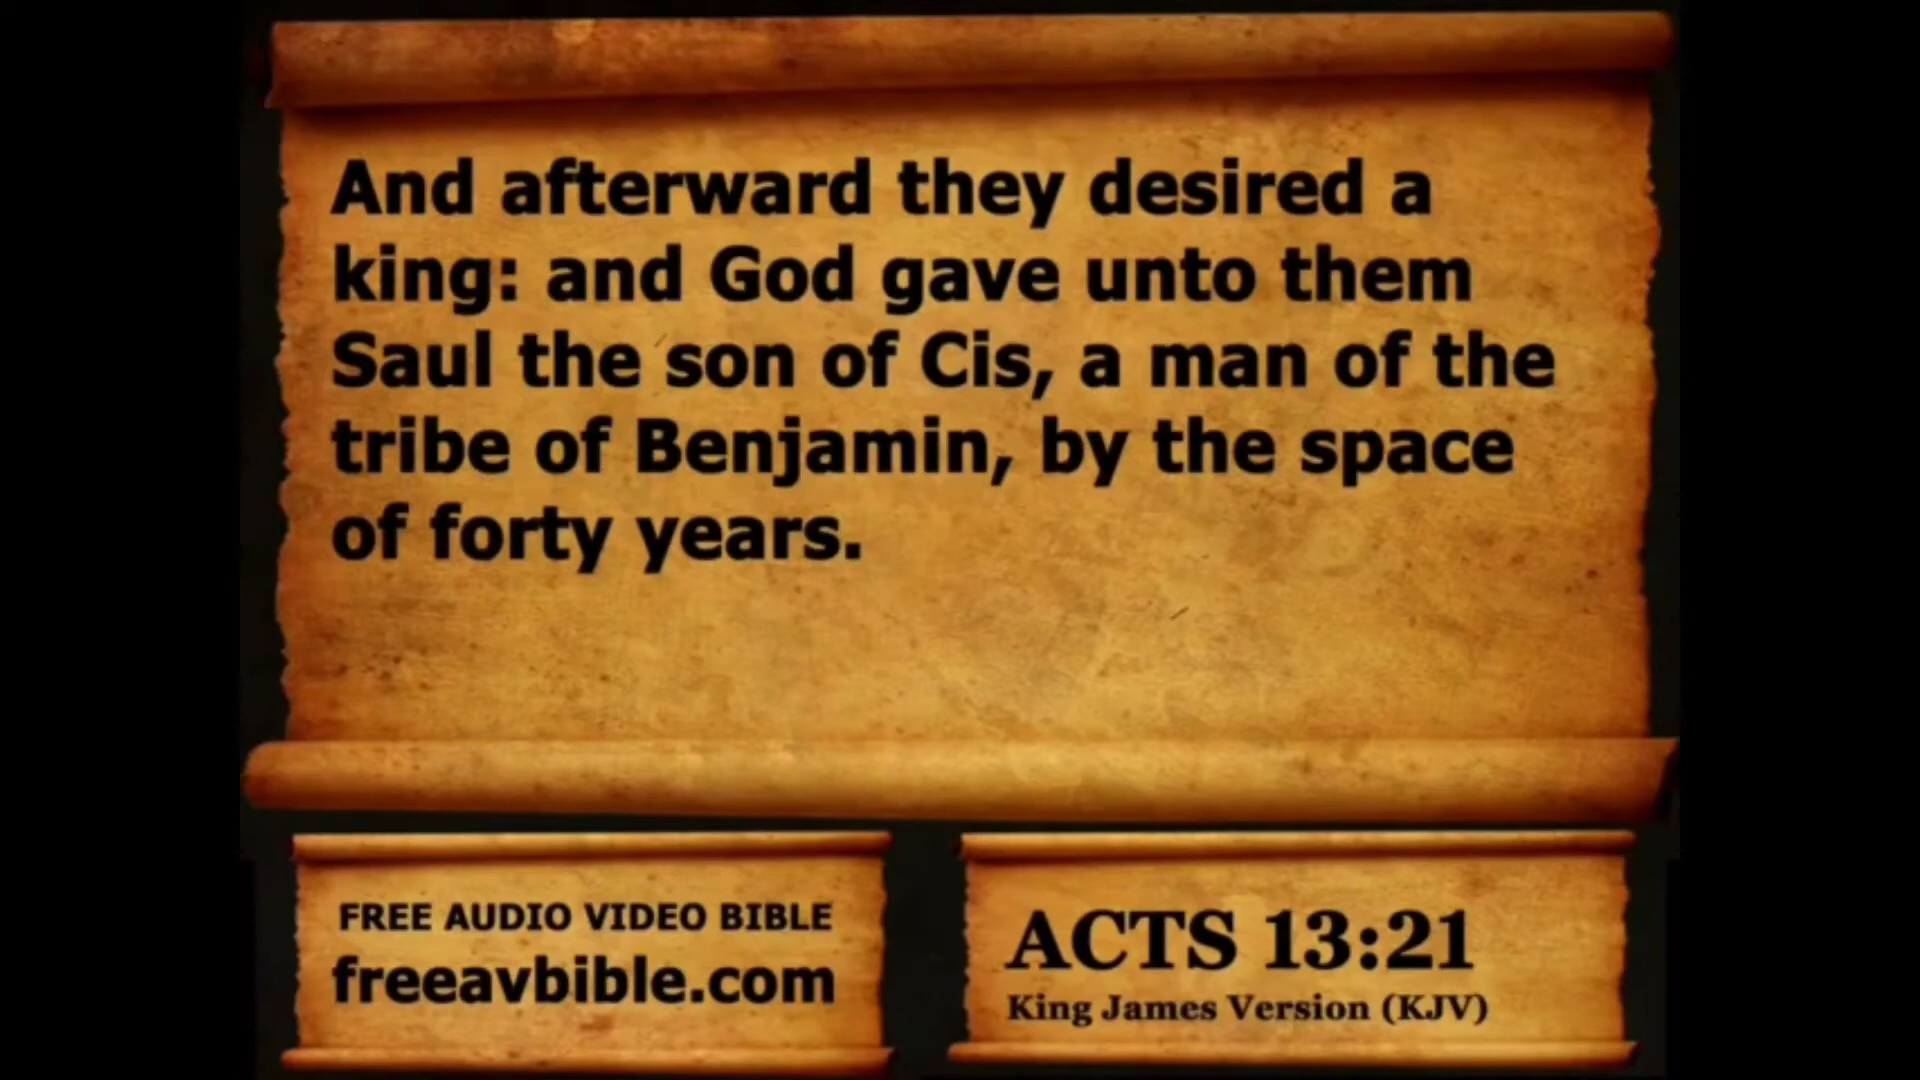 And afterward they desired a
king: and God gave unto them
Saul the son of Cis, a man of the
tribe of Benjamin, by the space
of forty years.
FREE AUDIO VIDEO BIBLE
freeavbible.com
ACTS 13:21
King James Version (KJV)